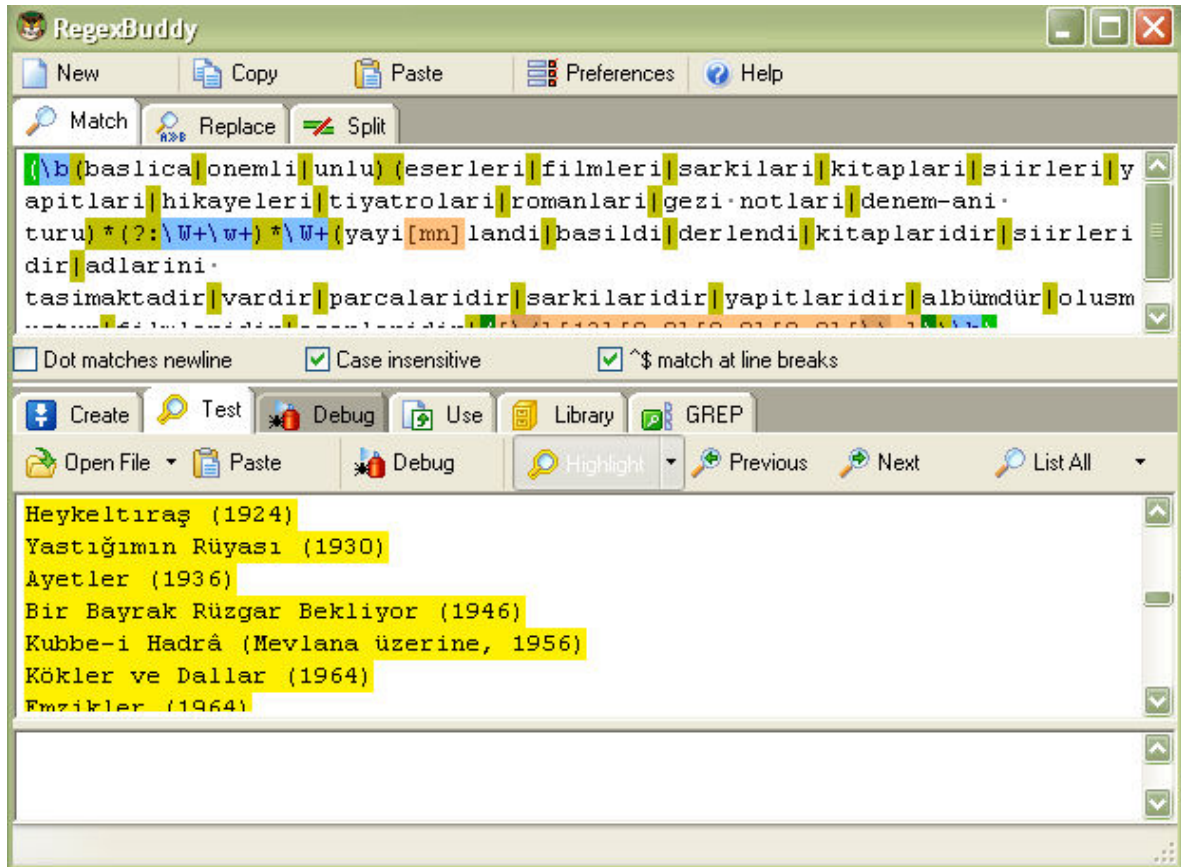 RegexBuddy
New Copy Paste Preferences Help
Match Replace Split
(\b(baslica|onemli|unlu)(eserleri|filmleri|sarkilari|kitaplari|siirleri|y
apitlari|hikayeleri|tiyatrolari|romanlari|gezi·notlari|denem-ani·
turu)*(?:\W+\w+)*\W+(yayi[mn]landi|basildi|derlendi|kitaplaridir|siirleri
dir|adlarini·
tasimaktadir|vardir|parcalaridir|sarkilaridir|yapitlaridir|albümdür|olusm
Dot matches newline Case insensitive ^$ match at line breaks
Create Test Debug Use Library GREP
Open File Paste Debug Highlight Previous Next List All
Heykeltıraş (1924)
Yastığımın Rüyası (1930)
Ayetler (1936)
Bir Bayrak Rüzgar Bekliyor (1946)
Kubbe-i Hadrâ (Mevlana üzerine, 1956)
Kökler ve Dallar (1964)
Emzikler (1964)